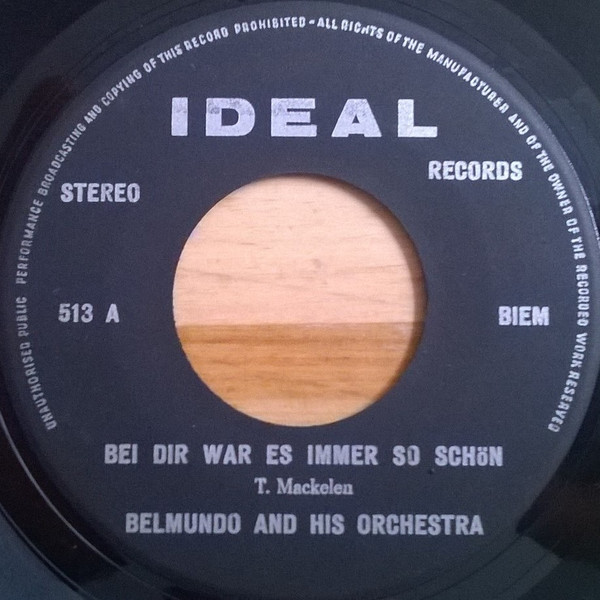 UNAUTHORISED PUBLIC PERFORMANCE BROADCASTING AND COPYING OF THIS RECORD PROHIBITED - ALL RIGHTS OF THE MANUFACTURER AND OF THE OWNER OF THE RECORDED WORK RESERVED
IDEAL
RECORDS
STEREO
513 A
BIEM
BEI DIR WAR ES IMMER SO SCHöN
T. Mackelen
BELMUNDO AND HIS ORCHESTRA